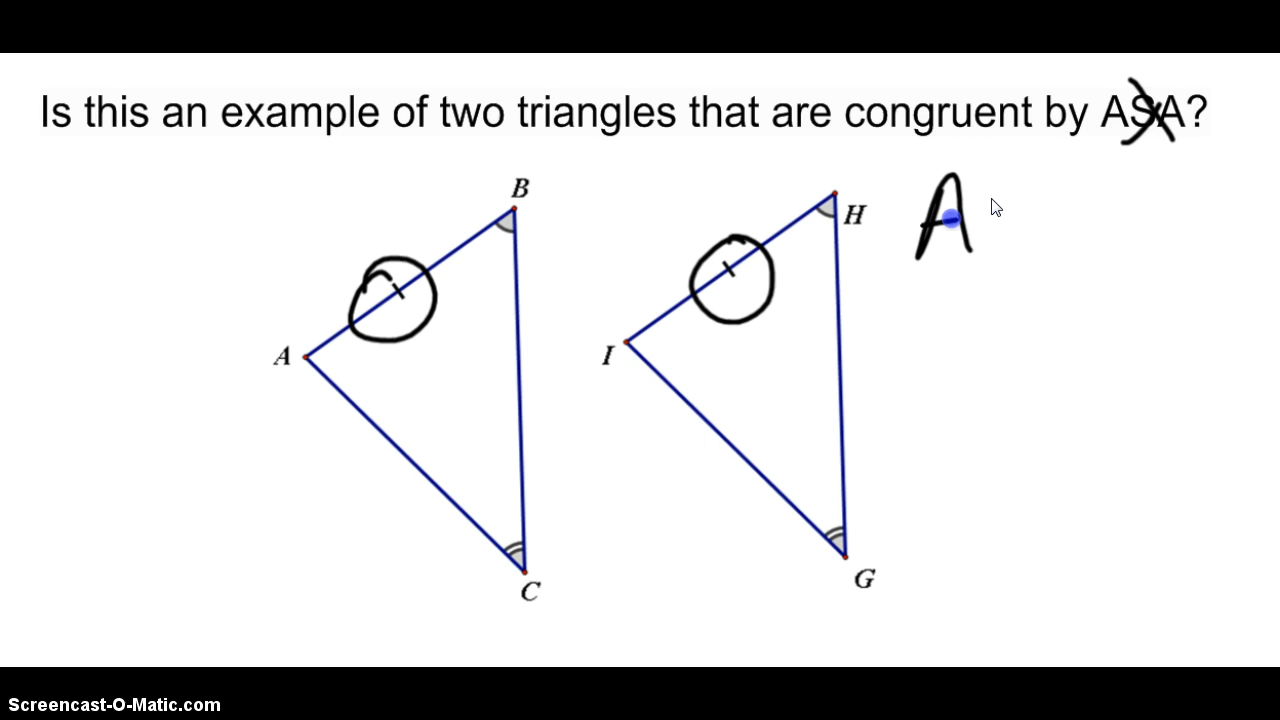 Is this an example of two triangles that are congruent by ASA?
B
H
A
A
I
C
G
Screencast-O-Matic.com